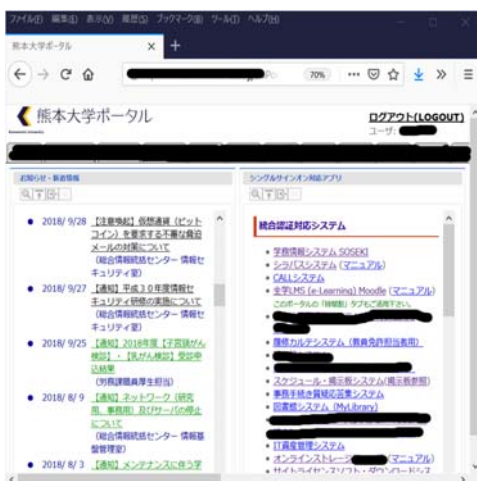 ファイル(F) 編集(E) 表示(V) 履歴(S) ブックマーク(B) ツール(T) ヘルプ(H)
熊本大学ポータル
70%
熊本大学ポータル
ログアウト(LOGOUT)
ユーザ:
お知らせ・新着情報
2018/ 9/28 【注意喚起】仮想通貨（ビット
コイン）を要求する不審な脅迫
メールの対策について
（総合情報統括センター 情報セ
キュリティ室）
2018/ 9/27 【通知】平成３０年度情報セ
キュリティ研修の実施について
（総合情報統括センター 情報セ
キュリティ室）
2018/ 9/25 【通知】2018年度【子宮頸がん
検診】・【乳がん検診】受診申
込結果
（労務課職員厚生担当）
2018/ 8/ 9 【通知】ネットワーク（研究
用、事務用）及びサーバの停止
について
（総合情報統括センター 情報基
盤管理室）
2018/ 8/ 3 【通知】メンテナンスに伴う学
シングルサインオン対応アプリ
統合認証対応システム
学務情報システム SOSEKI
シラバスシステム (マニュアル)
CALLシステム
全学LMS (e-Learning) Moodle (マニュアル)
このポータルの「体験版」タブもご活用下さい。
履修カルテシステム（教員免許担当者用）
スケジュール・掲示板システム(掲示板参照)
事務手続き質疑応答集システム
図書館システム（MyLibrary）
IT資産管理システム
オンラインストレージ
(マニュアル)
サイトライセンスソフト・ダウンロードシス